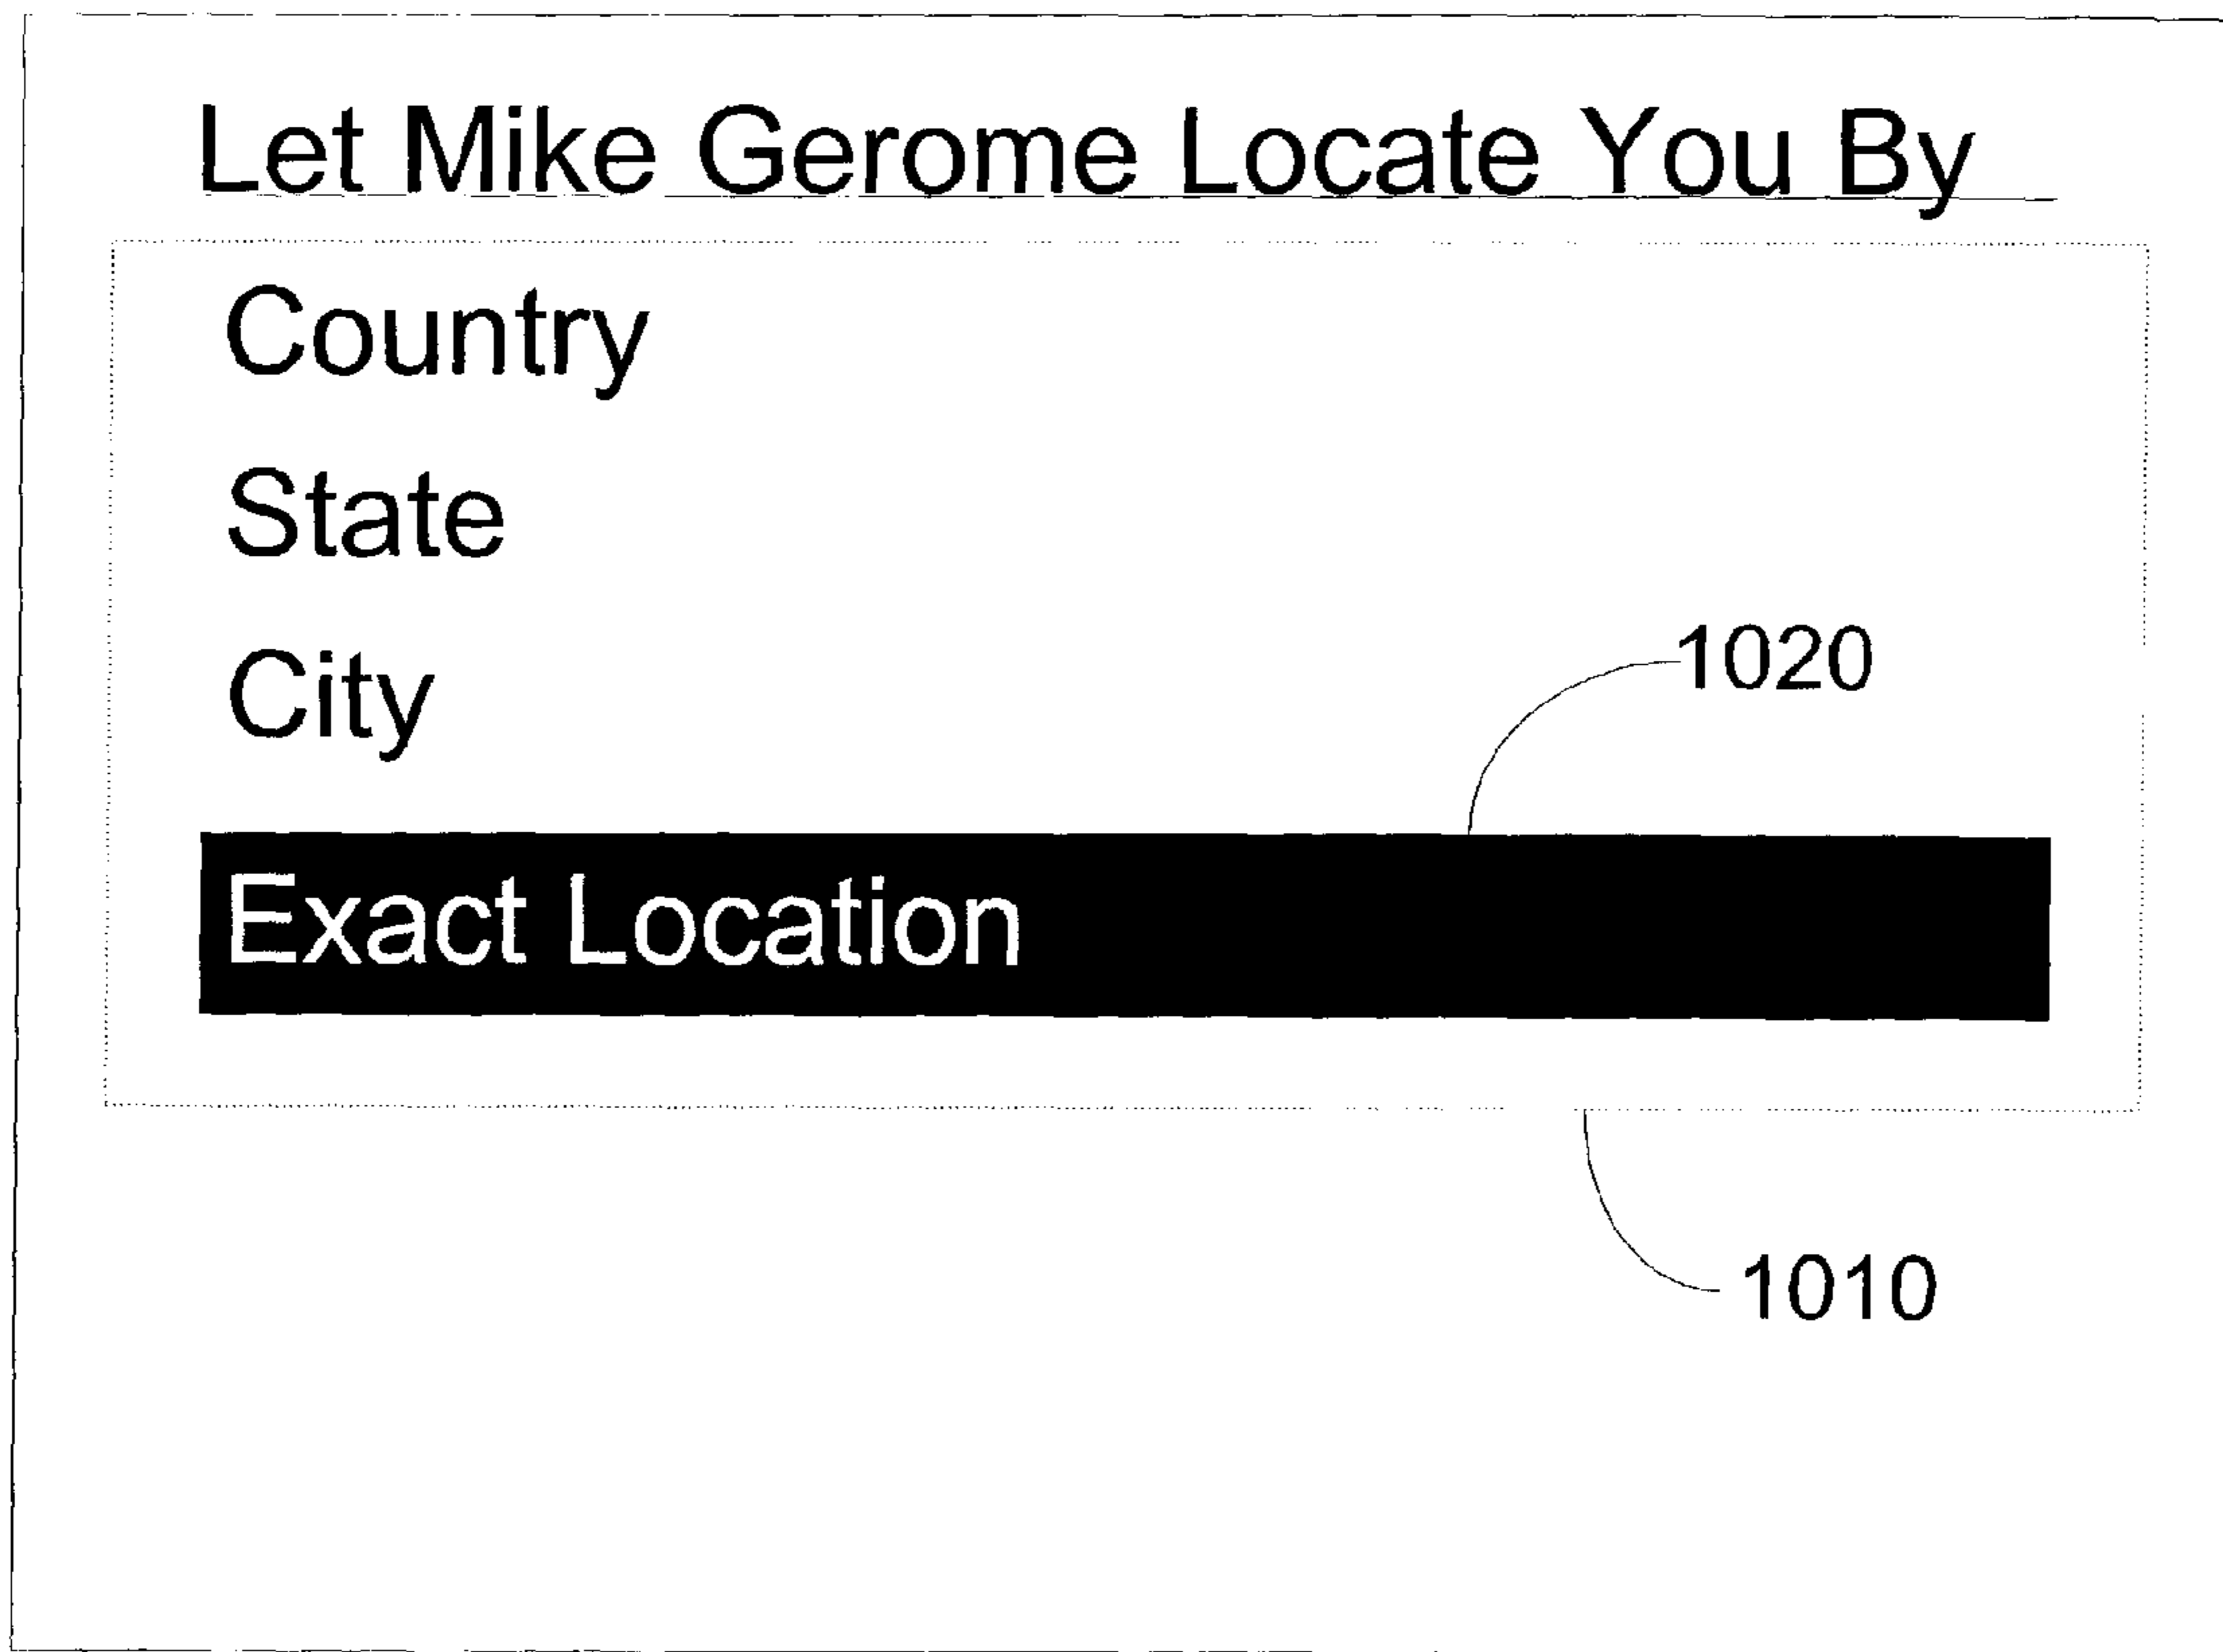 Let Mike Gerome Locate You By
Country
State
City
1020
Exact Location
1010